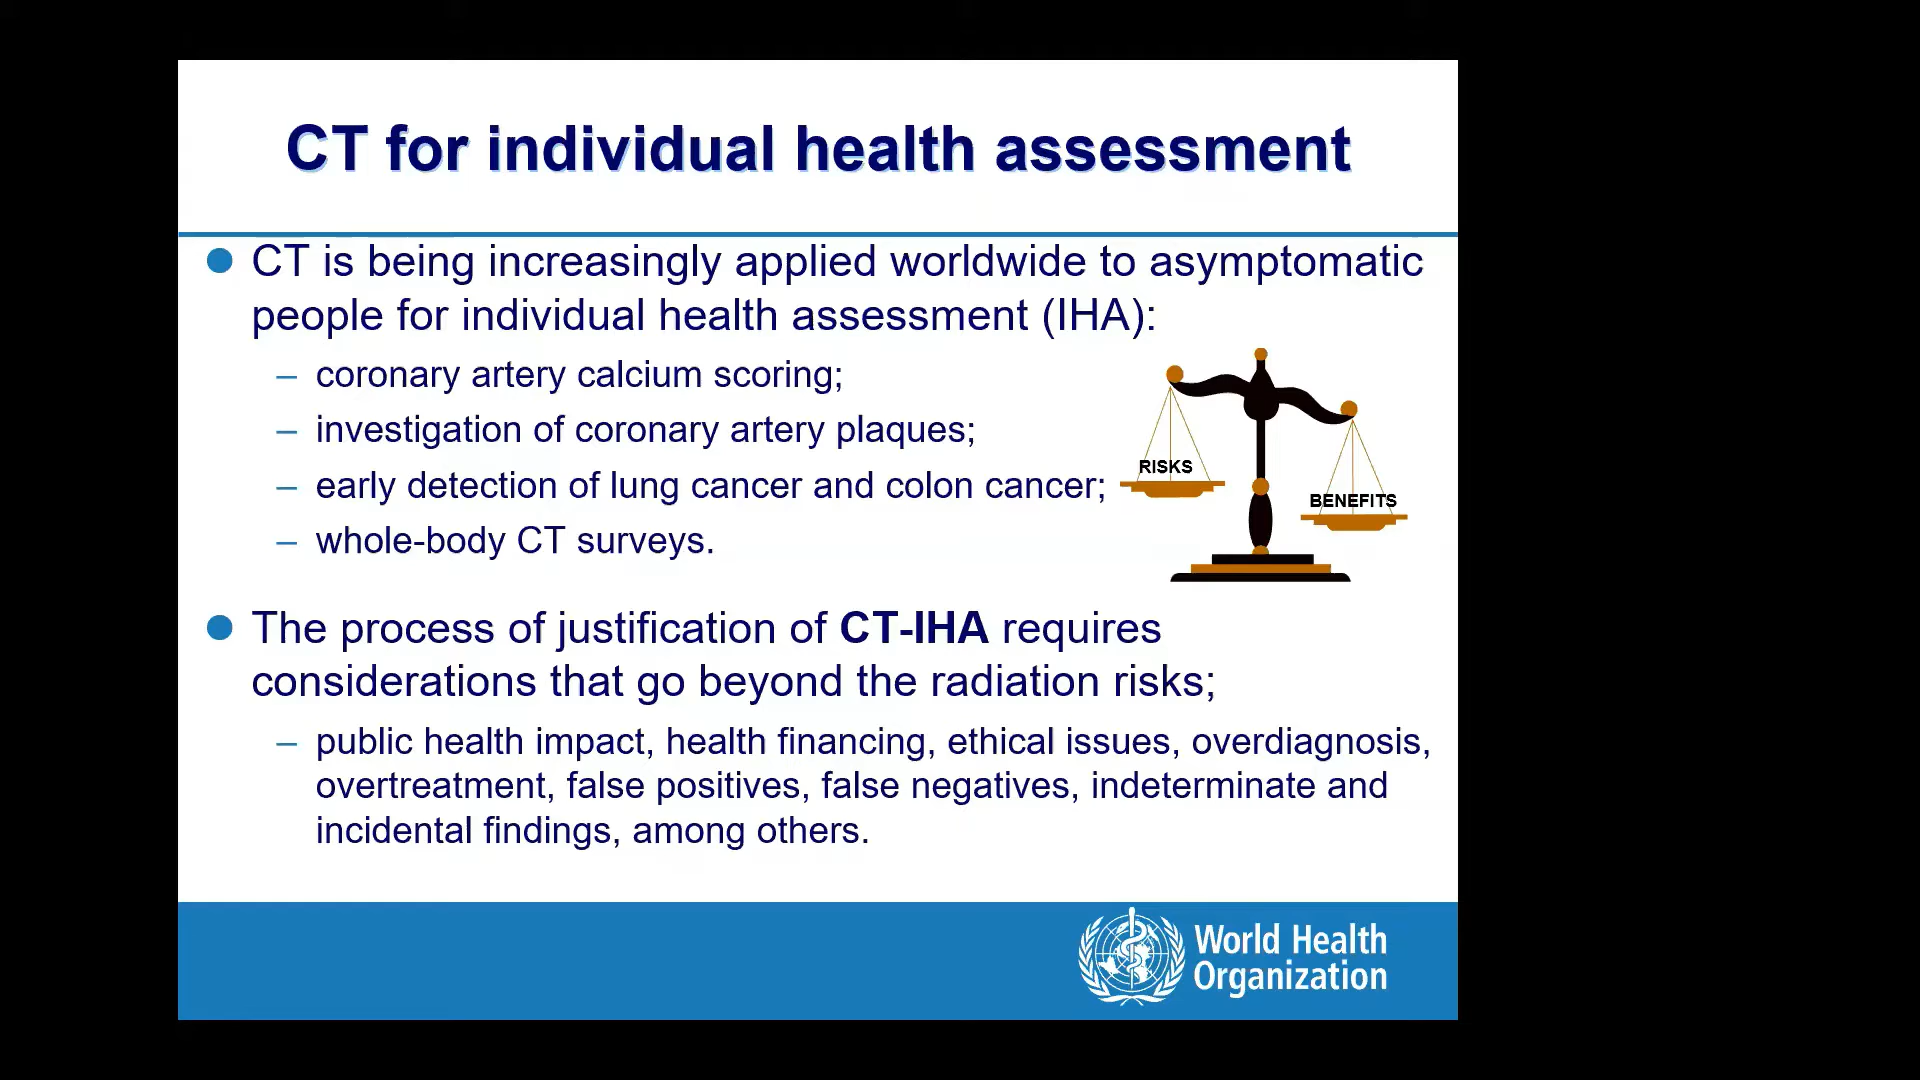 CT for individual health assessment
● CT is being increasingly applied worldwide to asymptomatic
people for individual health assessment (IHA):
– coronary artery calcium scoring;
– investigation of coronary artery plaques;
– early detection of lung cancer and colon cancer;
– whole-body CT surveys.
RISKS
BENEFITS
● The process of justification of CT-IHA requires
considerations that go beyond the radiation risks;
– public health impact, health financing, ethical issues, overdiagnosis,
overtreatment, false positives, false negatives, indeterminate and
incidental findings, among others.
World Health
Organization